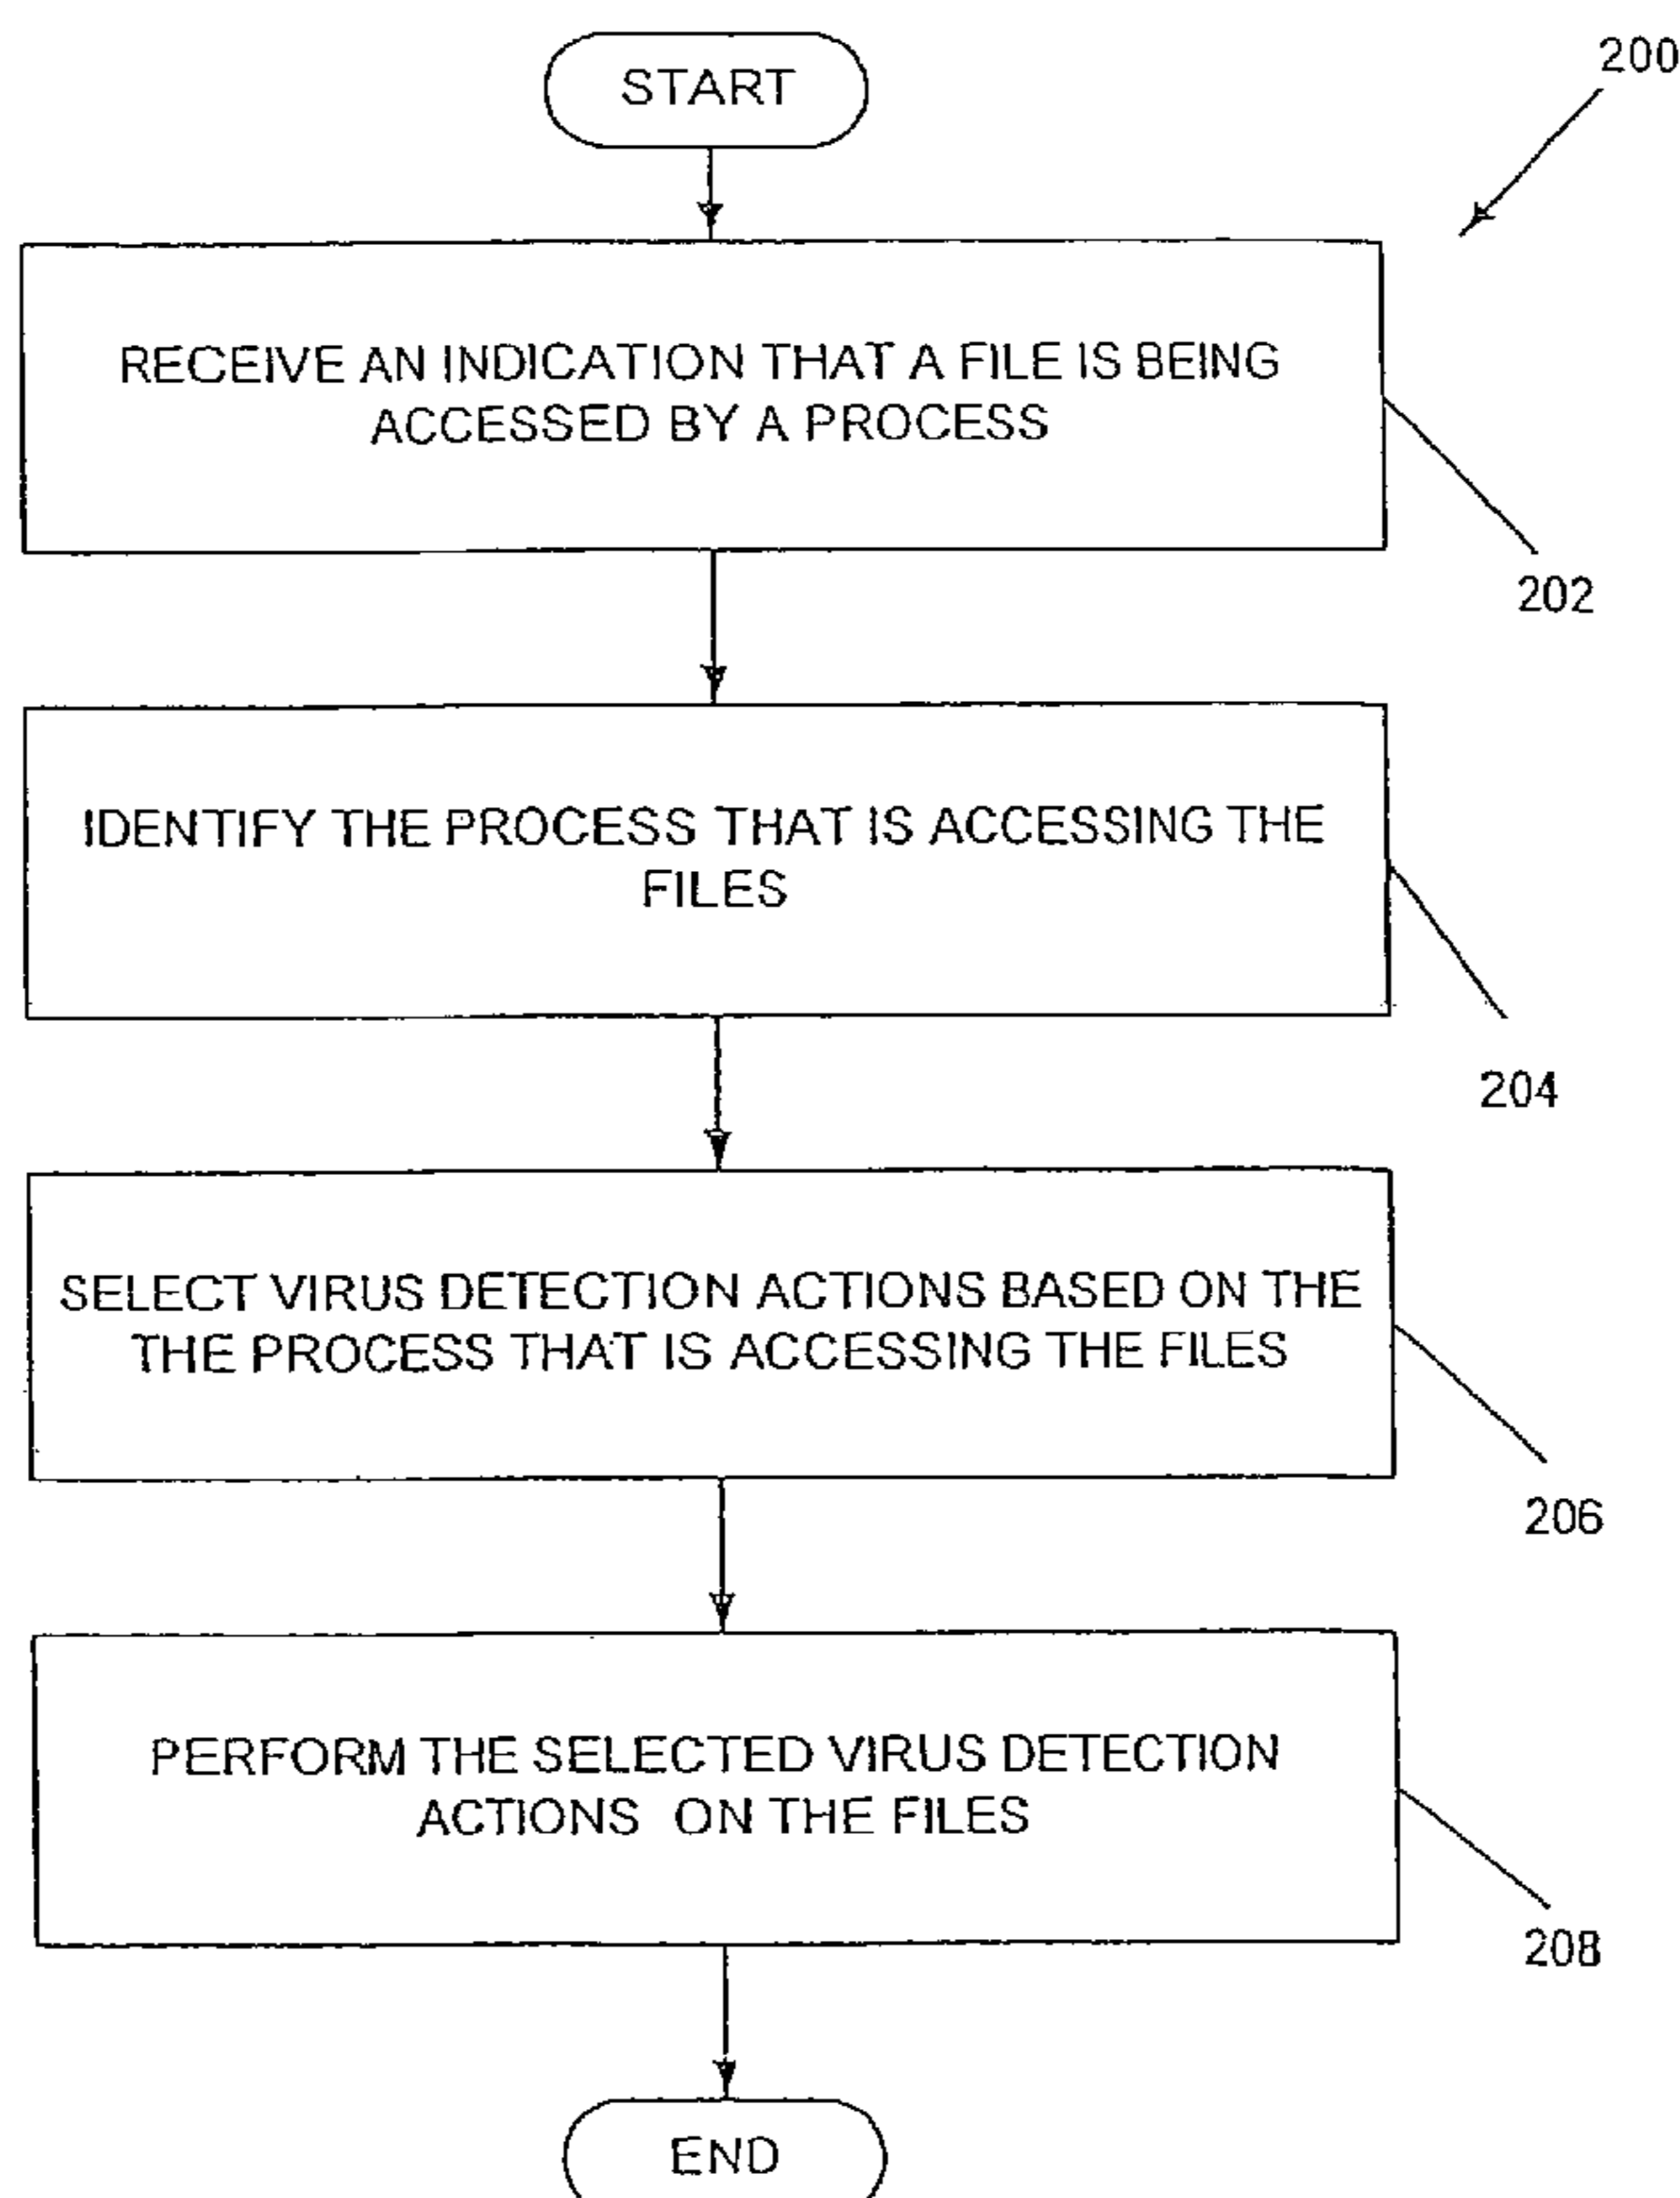 START
200
RECEIVE AN INDICATION THAT A FILE IS BEING
ACCESSED BY A PROCESS
202
IDENTIFY THE PROCESS THAT IS ACCESSING THE
FILES
204
SELECT VIRUS DETECTION ACTIONS BASED ON THE
THE PROCESS THAT IS ACCESSING THE FILES
206
PERFORM THE SELECTED VIRUS DETECTION
ACTIONS ON THE FILES
208
END